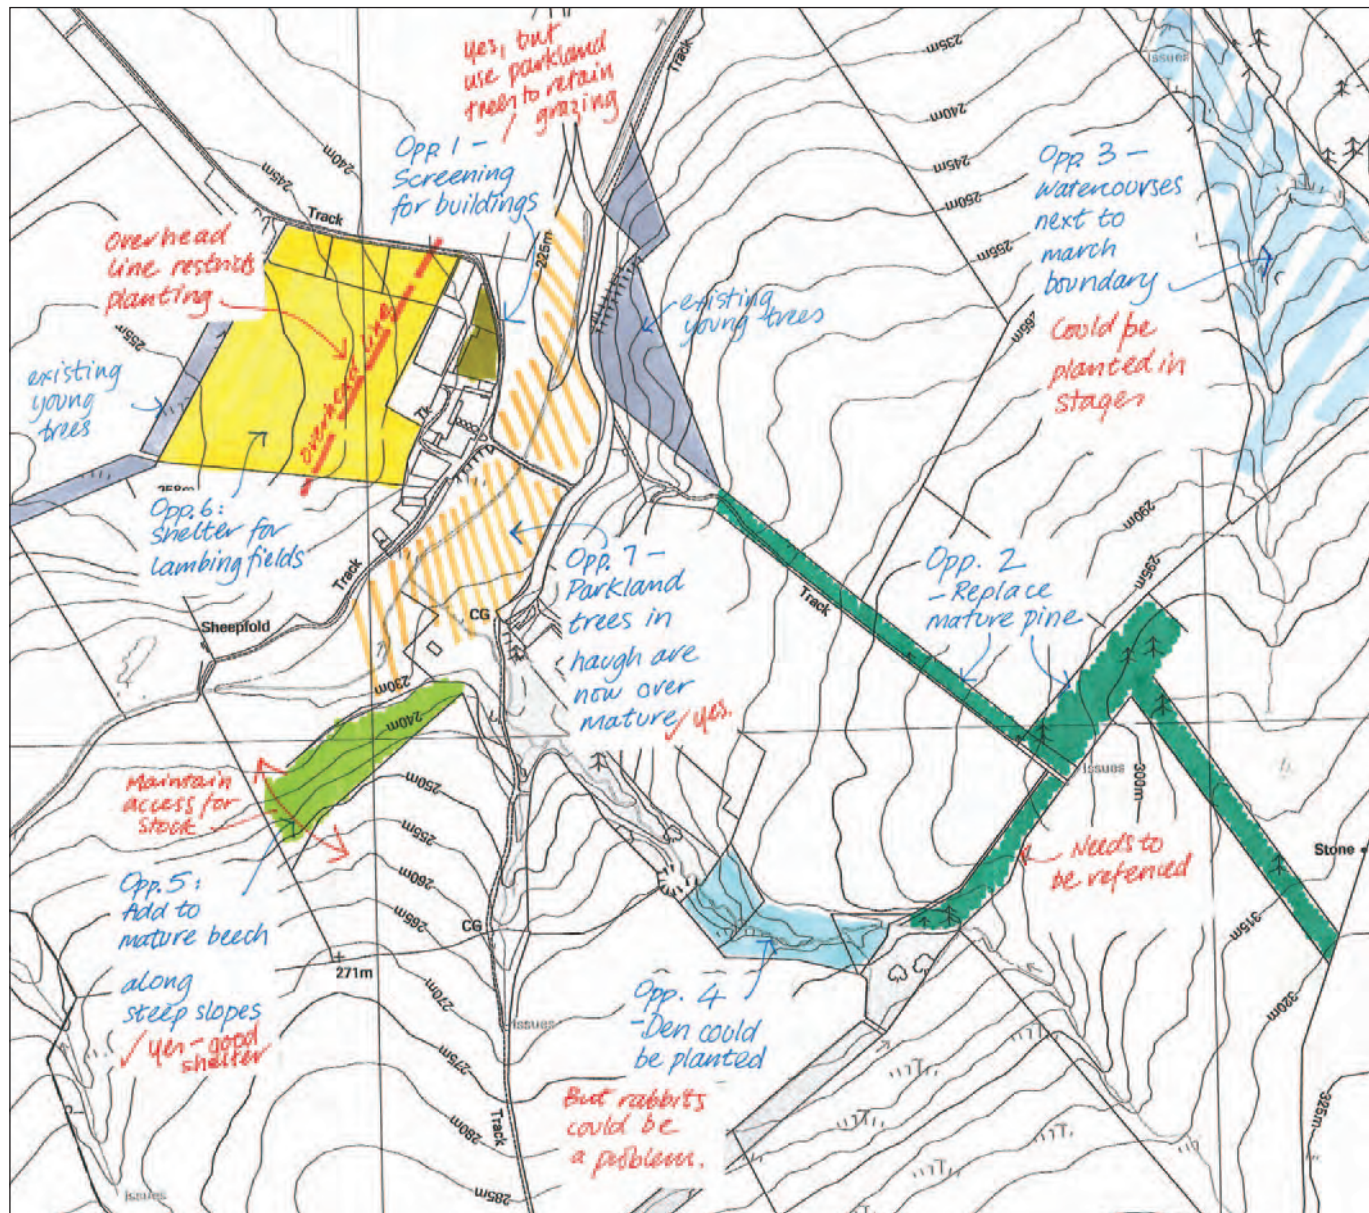 yes, but
use parkland
trees to retain
grazing
Track
issues
235m
240m
245m
250m
255m
265m
Opp. 1 –
Screening
for buildings
240m
245m
Track
225m
Opp. 3 –
watercourses
next to
march
boundary
Could be
planted in
stages
overhead
line restricts
planting
overhead line
existing
young trees
255m
existing
young
trees
Tk
258m
Opp. 6:
Shelter for
Lambing fields
Track
Sheepfold
CG
Opp. 7 –
Parkland
trees in
haugh are
now over
mature / yes.
Track
Opp. 2
– Replace
mature pine
290m
295m
230m
240m
Maintain
access for
stock
250m
255m
260m
265m
issues
300m
Needs to
be refenced
Stone
Opp. 5:
Add to
mature beech
along
steep slopes
✓ yes – good
shelter
CG
271m
270m
issues
275m
Track
280m
285m
Opp. 4
– Den could
be planted
But rabbits
could be
a problem.
315m
320m
325m
issues